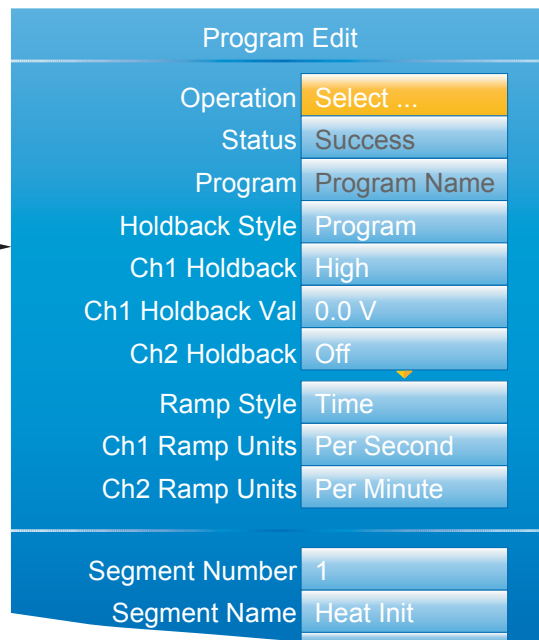 Program Edit
Operation Select ...
Status Success
Program Program Name
Holdback Style Program
Ch1 Holdback High
Ch1 Holdback Val 0.0 V
Ch2 Holdback Off
Ramp Style Time
Ch1 Ramp Units Per Second
Ch2 Ramp Units Per Minute
Segment Number 1
Segment Name Heat Init